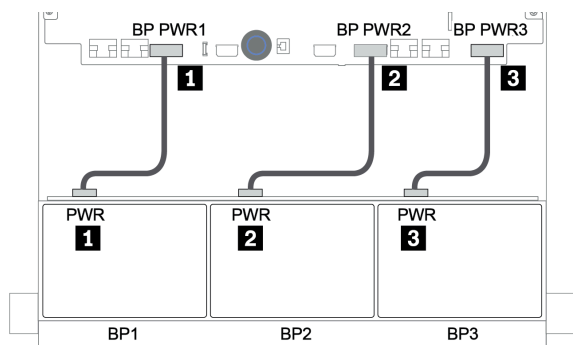 BP PWR1 BP PWR2 BP PWR3
1 2 3
PWR PWR PWR
1 2 3
BP1 BP2 BP3